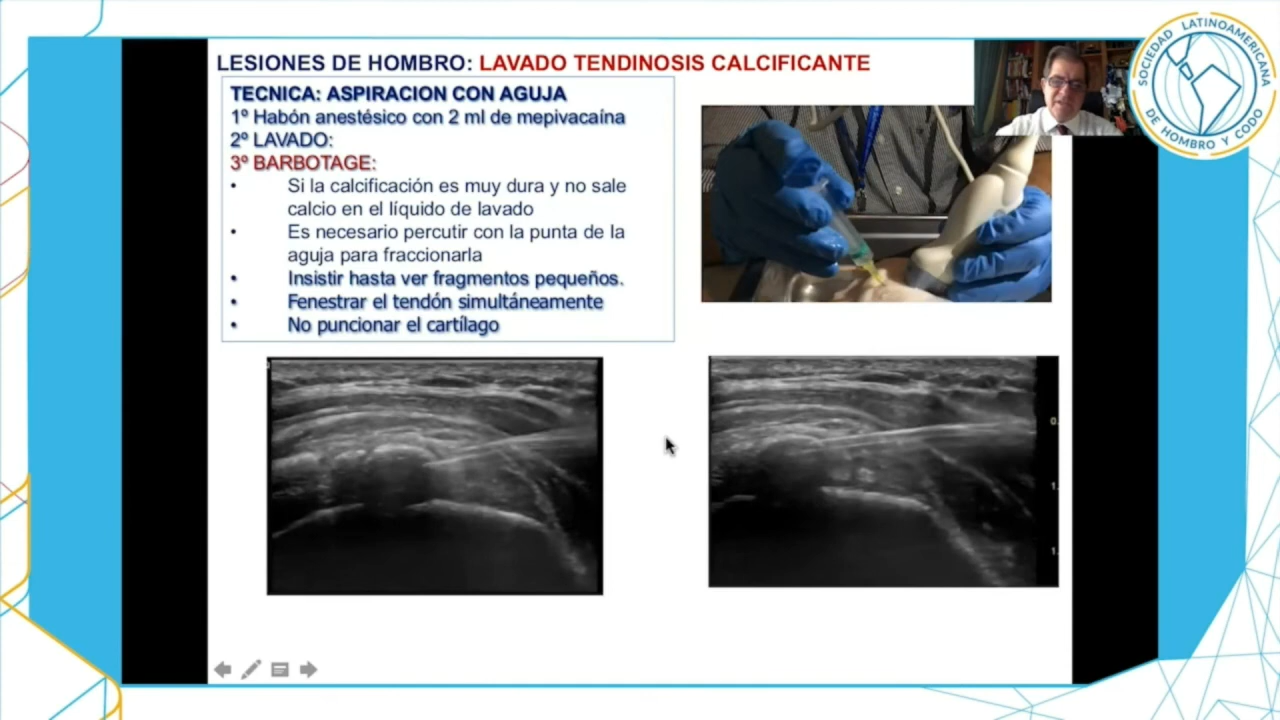 LESIONES DE HOMBRO: LAVADO TENDINOSIS CALCIFICANTE
TECNICA: ASPIRACION CON AGUJA
1º Habón anestésico con 2 ml de mepivacaína
2º LAVADO:
3º BARBOTAGE:
• Si la calcificación es muy dura y no sale
calcio en el líquido de lavado
• Es necesario percutir con la punta de la
aguja para fraccionarla
• Insistir hasta ver fragmentos pequeños.
• Fenestrar el tendón simultáneamente
• No puncionar el cartílago
SOCIEDAD LATINOAMERICANA
DE HOMBRO Y CODO
0.
1.
1.